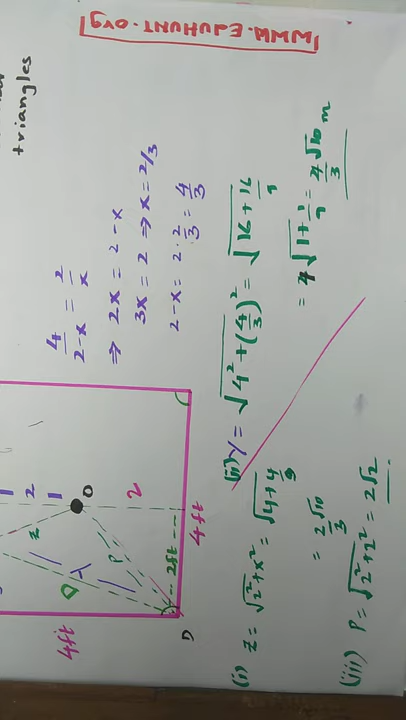 www.EDUHUNT.org
triangles
4/(2-x) = 2/x
⇒ 2x = 2-x
3x = 2 ⇒ x = 2/3
2-x = 2·2/3 = 4/3
(ii) Y = √(4² + (4/3)²) = √(16 + 16/9)
= 4√(1 + 1/9) = 4√10/3 m
2
1
O
z
2
2ft
P
4ft
D
4ft
(i) z = √(2² + x²) = √(4 + 4/9)
= 2√10/3
(iii) P = √(2² + 2²) = 2√2